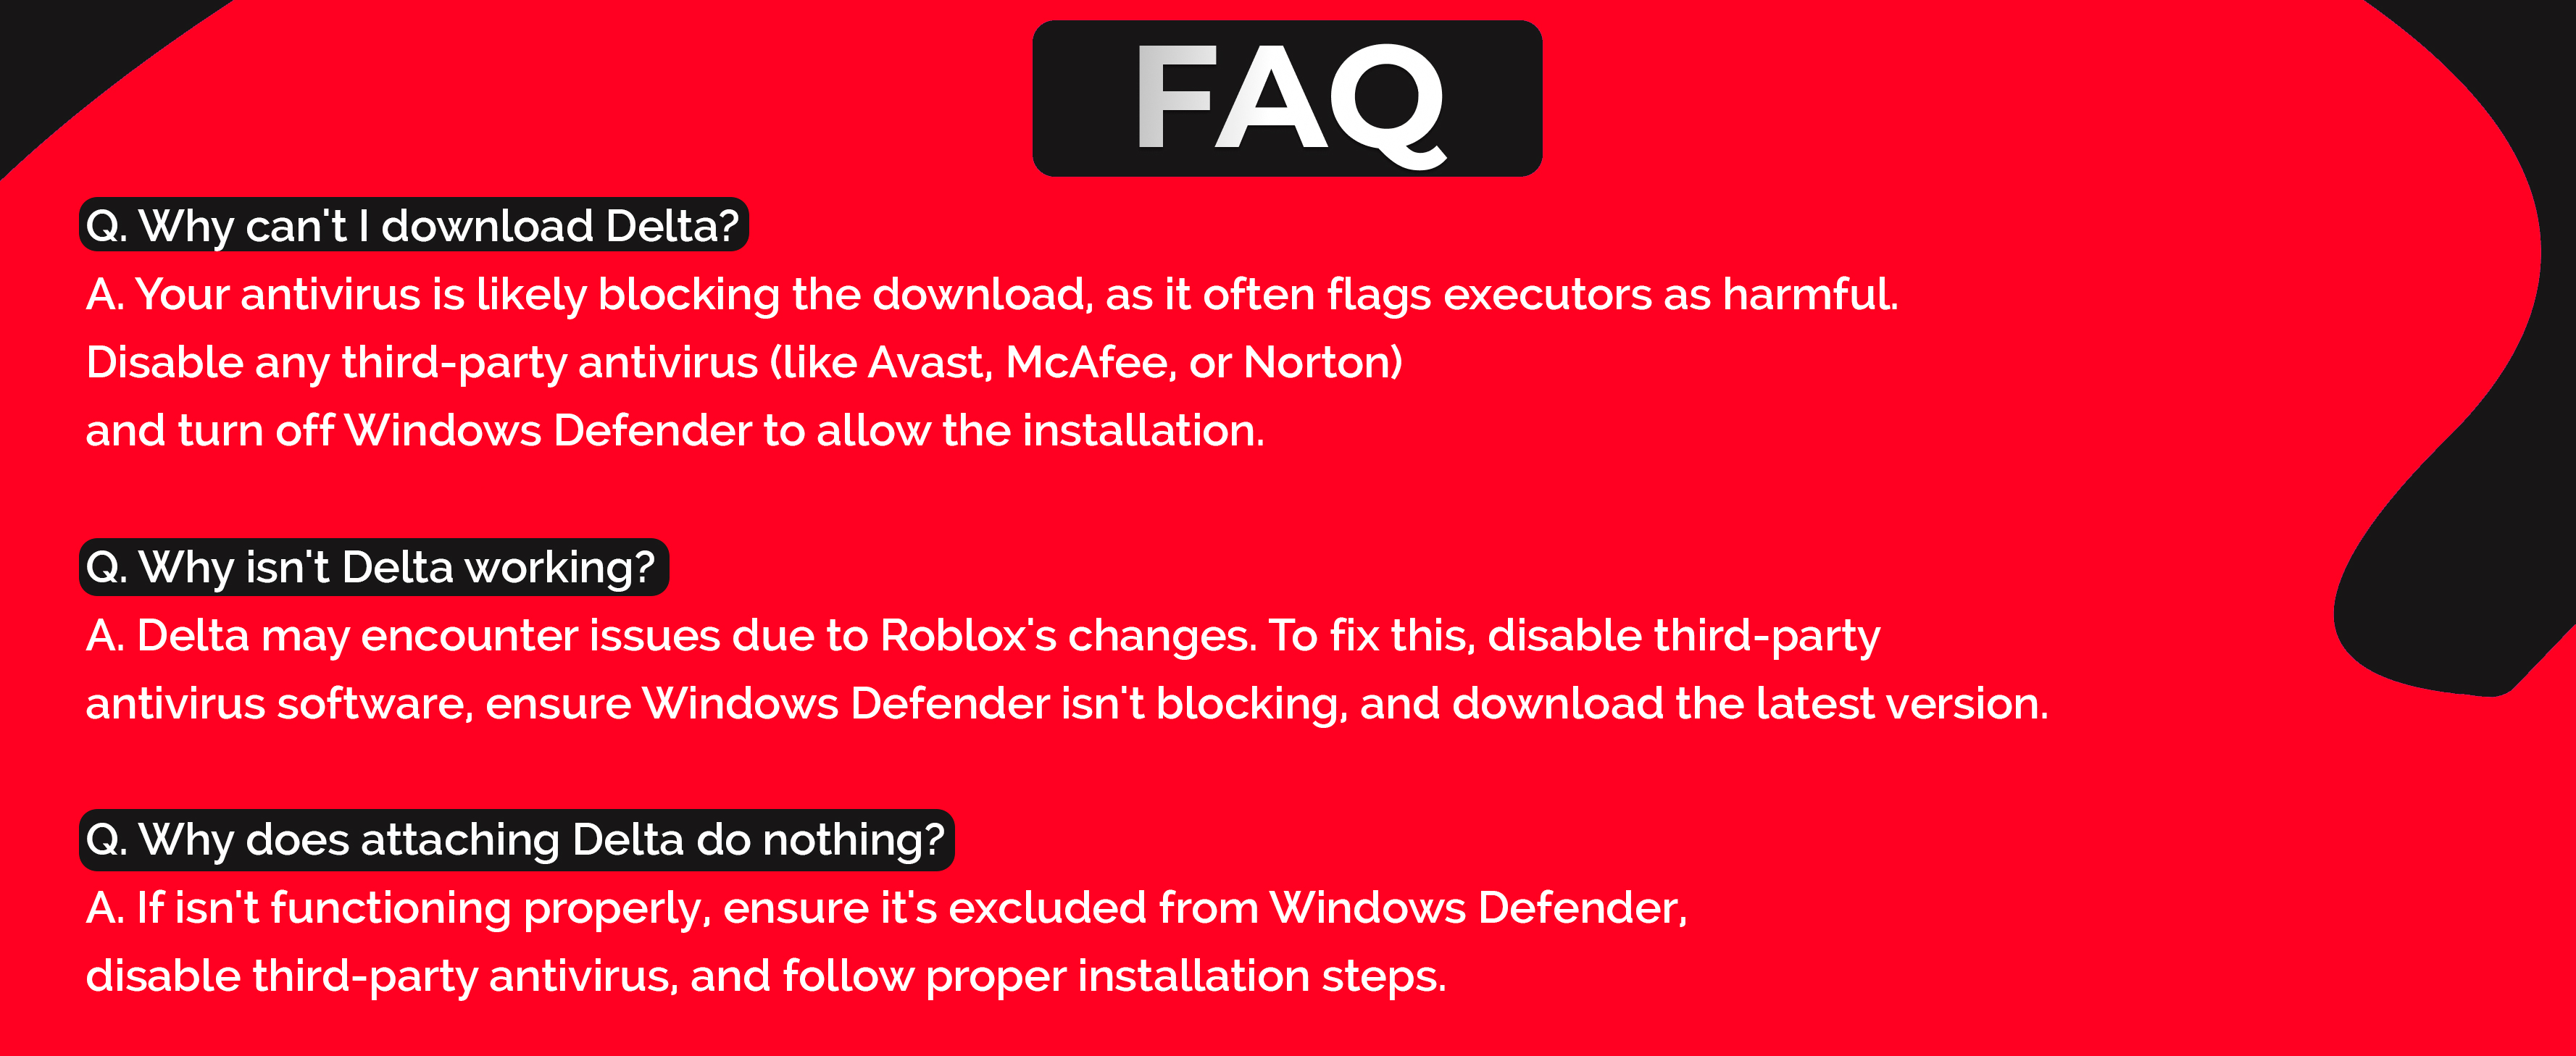 FAQ
Q. Why can't I download Delta?
A. Your antivirus is likely blocking the download, as it often flags executors as harmful.
Disable any third-party antivirus (like Avast, McAfee, or Norton)
and turn off Windows Defender to allow the installation.
Q. Why isn't Delta working?
A. Delta may encounter issues due to Roblox's changes. To fix this, disable third-party
antivirus software, ensure Windows Defender isn't blocking, and download the latest version.
Q. Why does attaching Delta do nothing?
A. If isn't functioning properly, ensure it's excluded from Windows Defender,
disable third-party antivirus, and follow proper installation steps.